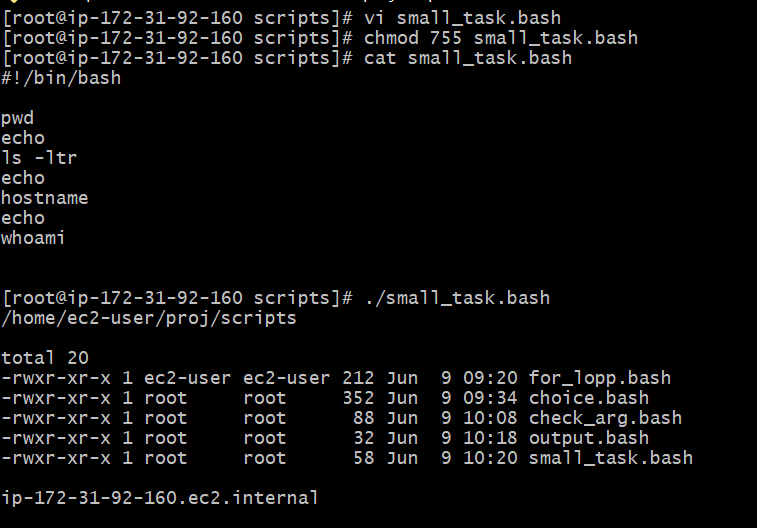 [root@ip-172-31-92-160 scripts]# vi small_task.bash
[root@ip-172-31-92-160 scripts]# chmod 755 small_task.bash
[root@ip-172-31-92-160 scripts]# cat small_task.bash
#!/bin/bash
pwd
echo
ls -ltr
echo
hostname
echo
whoami
[root@ip-172-31-92-160 scripts]# ./small_task.bash
/home/ec2-user/proj/scripts
total 20
-rwxr-xr-x 1 ec2-user ec2-user 212 Jun  9 09:20 for_lopp.bash
-rwxr-xr-x 1 root     root     352 Jun  9 09:34 choice.bash
-rwxr-xr-x 1 root     root      88 Jun  9 10:08 check_arg.bash
-rwxr-xr-x 1 root     root      32 Jun  9 10:18 output.bash
-rwxr-xr-x 1 root     root      58 Jun  9 10:20 small_task.bash
ip-172-31-92-160.ec2.internal